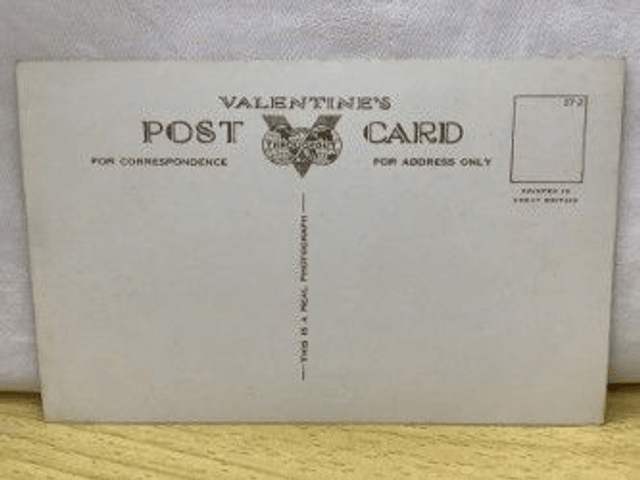 VALENTINE'S
POST CARD
FOR CORRESPONDENCE
FOR ADDRESS ONLY
THIS IS A REAL PHOTOGRAPH
PRINTED IN
GREAT BRITAIN